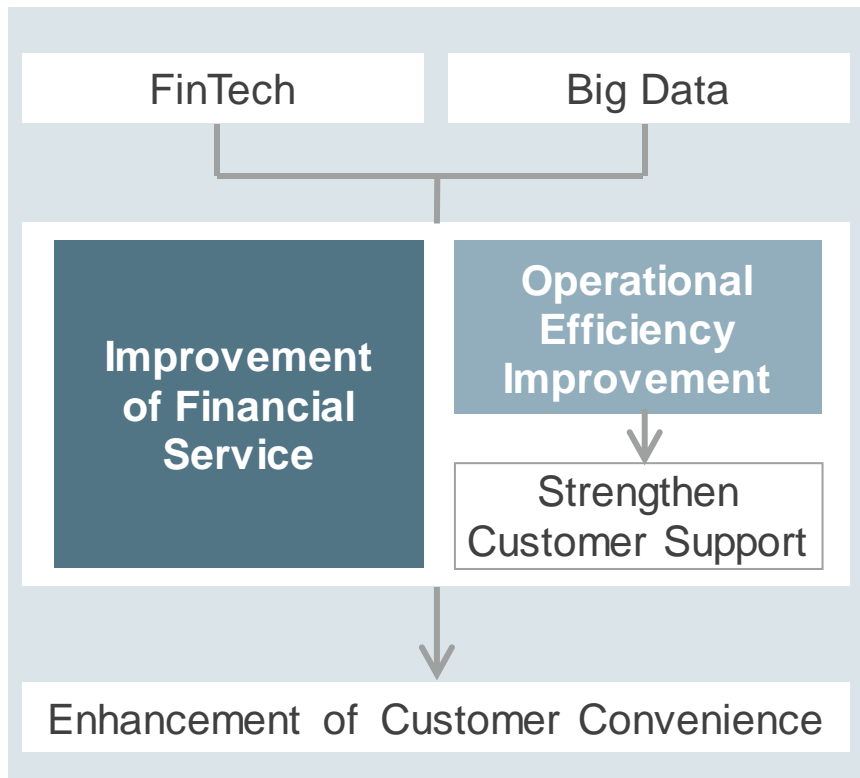 FinTech
Big Data
Improvement
of Financial
Service
Operational
Efficiency
Improvement
Strengthen
Customer Support
Enhancement of Customer Convenience